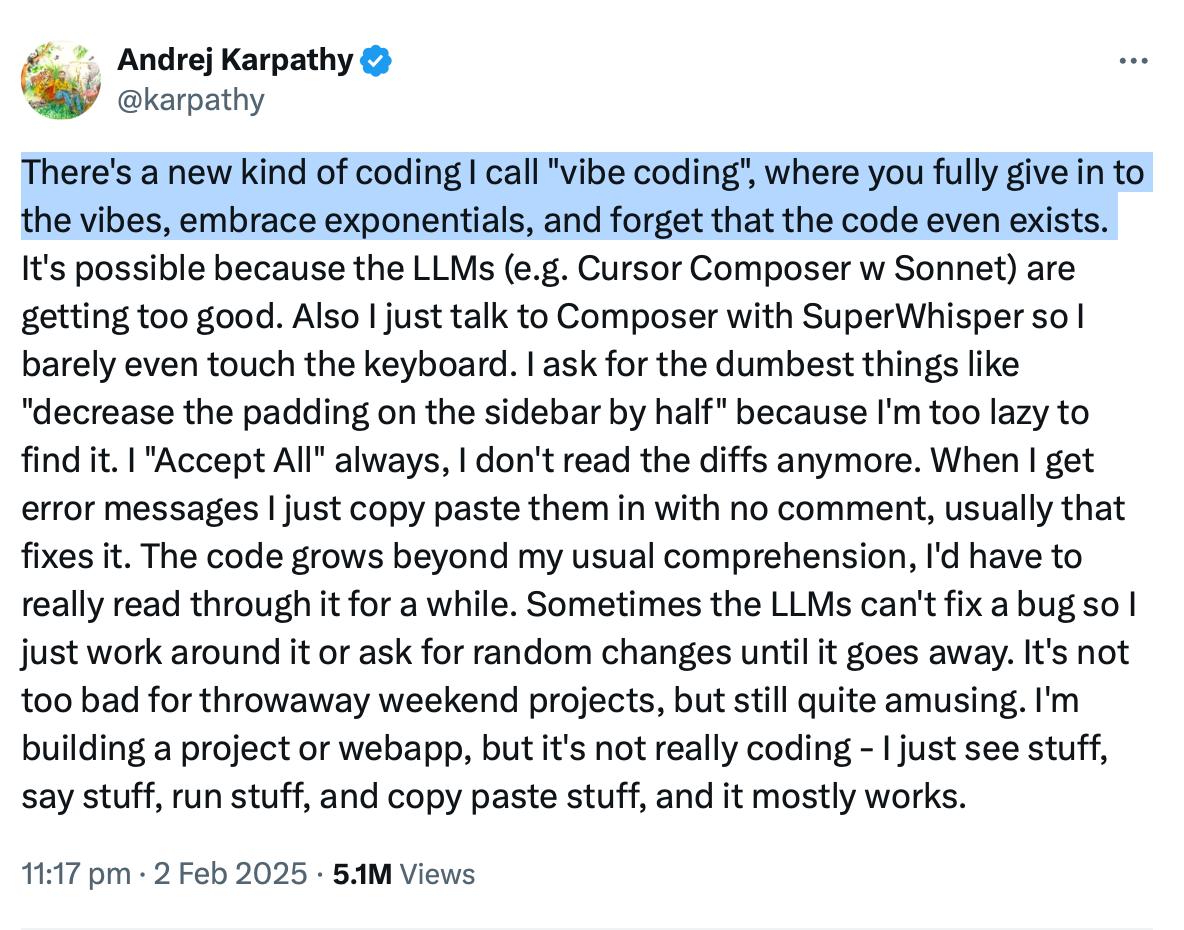 Andrej Karpathy
@karpathy
There's a new kind of coding I call "vibe coding", where you fully give in to
the vibes, embrace exponentials, and forget that the code even exists.
It's possible because the LLMs (e.g. Cursor Composer w Sonnet) are
getting too good. Also I just talk to Composer with SuperWhisper so I
barely even touch the keyboard. I ask for the dumbest things like
"decrease the padding on the sidebar by half" because I'm too lazy to
find it. I "Accept All" always, I don't read the diffs anymore. When I get
error messages I just copy paste them in with no comment, usually that
fixes it. The code grows beyond my usual comprehension, I'd have to
really read through it for a while. Sometimes the LLMs can't fix a bug so I
just work around it or ask for random changes until it goes away. It's not
too bad for throwaway weekend projects, but still quite amusing. I'm
building a project or webapp, but it's not really coding - I just see stuff,
say stuff, run stuff, and copy paste stuff, and it mostly works.
11:17 pm · 2 Feb 2025 · 5.1M Views